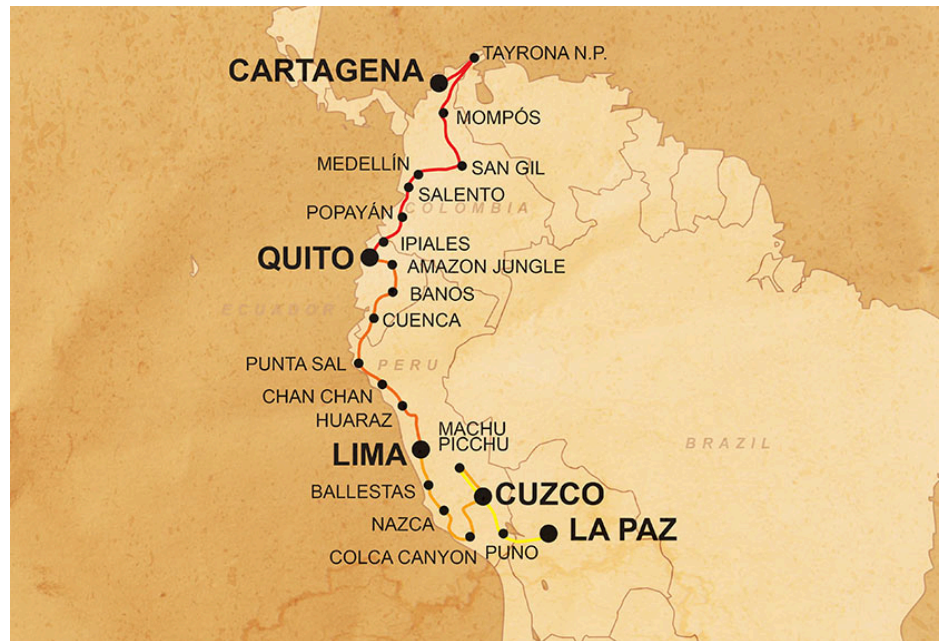 TAYRONA N.P.
CARTAGENA
MOMPÓS
MEDELLÍN
SAN GIL
SALENTO
POPAYÁN
COLOMBIA
IPIALES
QUITO
AMAZON JUNGLE
BANOS
ECUADOR
CUENCA
PUNTA SAL
PERU
CHAN CHAN
HUARAZ
MACHU
PICCHU
BRAZIL
LIMA
BALLESTAS
CUZCO
NAZCA
LA PAZ
COLCA CANYON
PUNO